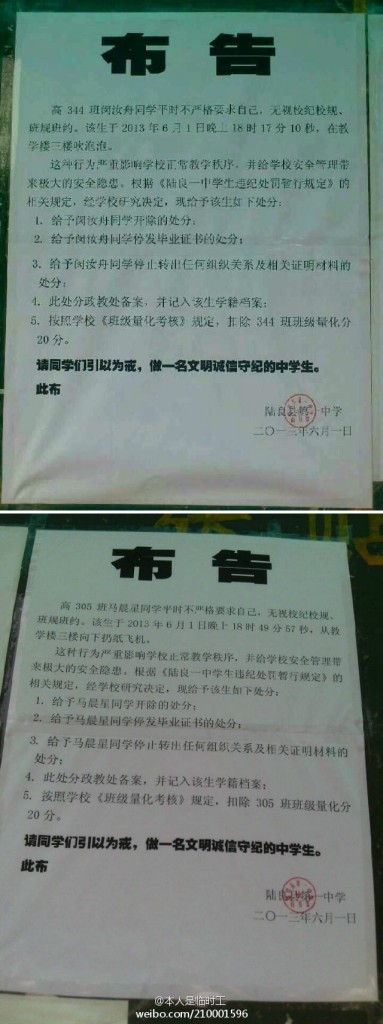 布告
高 344 班闵汝舟同学平时不严格要求自己，无视校纪校规、
班规班约。该生于 2013 年 6 月 1 日晚上 18 时 17 分 10 秒，在教
学楼三楼吹泡泡。
这种行为严重影响学校正常教学秩序，并给学校安全管理带
来极大的安全隐患。根据《陆良一中学生违纪处罚暂行规定》的
相关规定，经学校研究决定，现给予该生如下处分：
1. 给予闵汝舟同学开除的处分；
2. 给予闵汝舟同学停发毕业证书的处分；
3. 给予闵汝舟同学停止转出任何组织关系及相关证明材料的
处分；
4. 此处分政教处备案，并记入该生学籍档案；
5. 按照学校《班级量化考核》规定，扣除 344 班班级量化分
20 分。
请同学们引以为戒，做一名文明诚信守纪的中学生。
此布
陆良县第一中学
二〇一三年六月一日
布告
高 305 班马晨星同学平时不严格要求自己，无视校纪校规、
班规班约。该生于 2013 年 6 月 1 日晚上 18 时 49 分 57 秒，从教
学楼三楼向下扔纸飞机。
这种行为严重影响学校正常教学秩序，并给学校安全管理带
来极大的安全隐患。根据《陆良一中学生违纪处罚暂行规定》的
相关规定，经学校研究决定，现给予该生如下处分：
1. 给予马晨星同学开除的处分；
2. 给予马晨星同学停发毕业证书的处分；
3. 给予马晨星同学停止转出任何组织关系及相关证明材料的
处分；
4. 此处分政教处备案，并记入该生学籍档案；
5. 按照学校《班级量化考核》规定，扣除 305 班班级量化分
20 分。
请同学们引以为戒，做一名文明诚信守纪的中学生。
此布
陆良县第一中学
二〇一三年六月一日
@本人是临时工
weibo.com/210001596